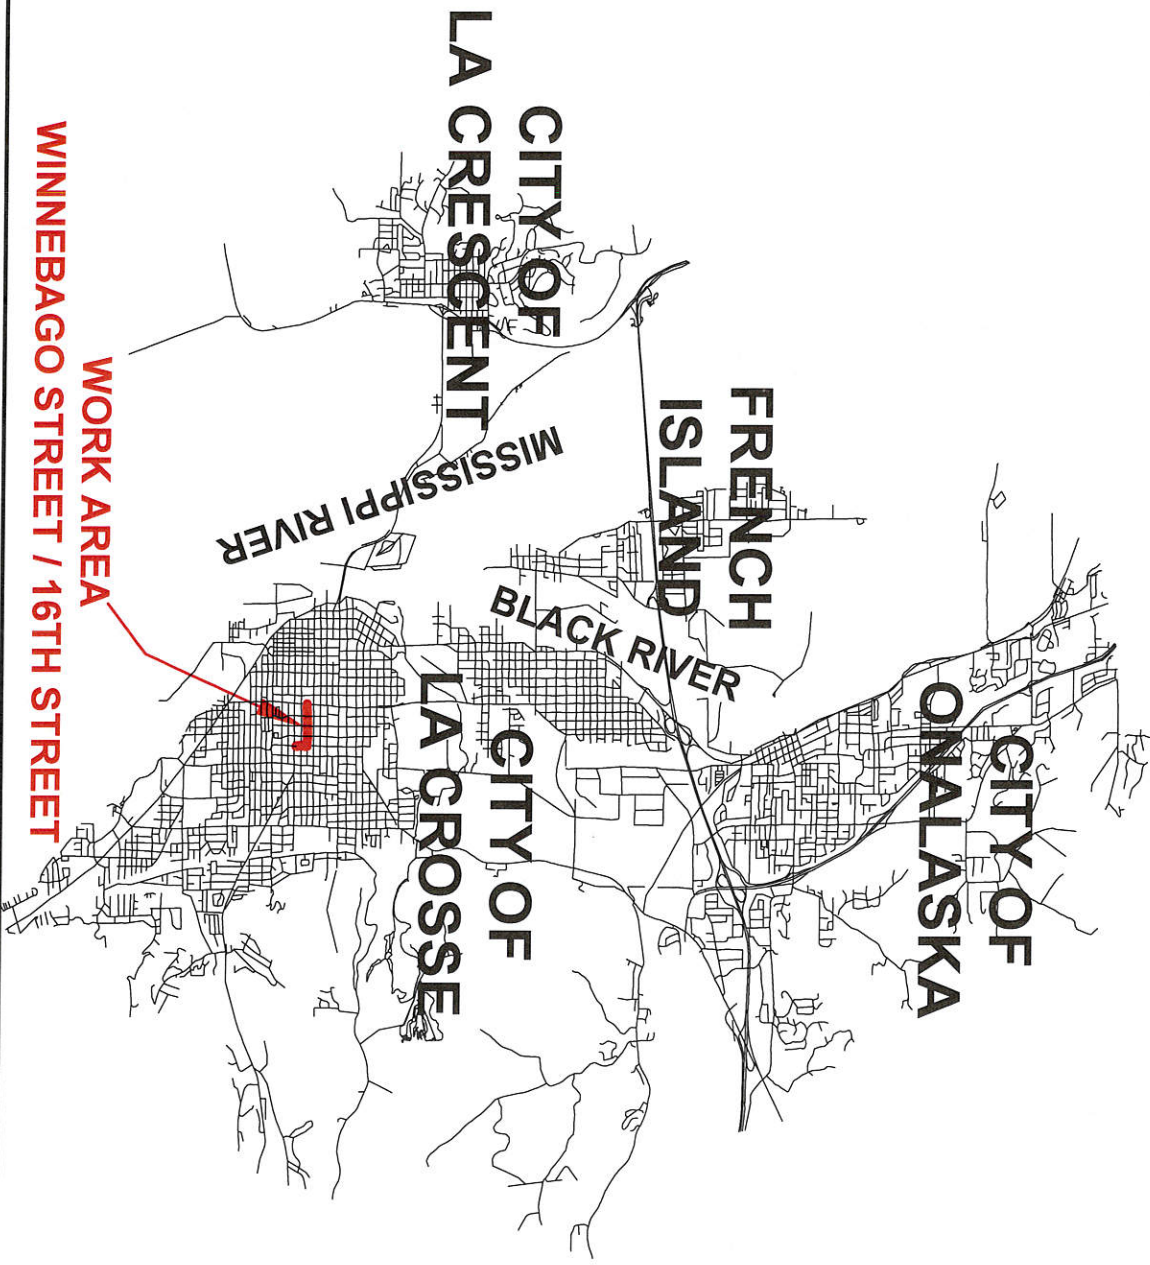 CITY OF
ONALASKA
FRENCH
ISLAND
BLACK RIVER
CITY OF
LA CRESCENT
MISSISSIPPI RIVER
CITY OF
LA CROSSE
WORK AREA
WINNEBAGO STREET / 16TH STREET